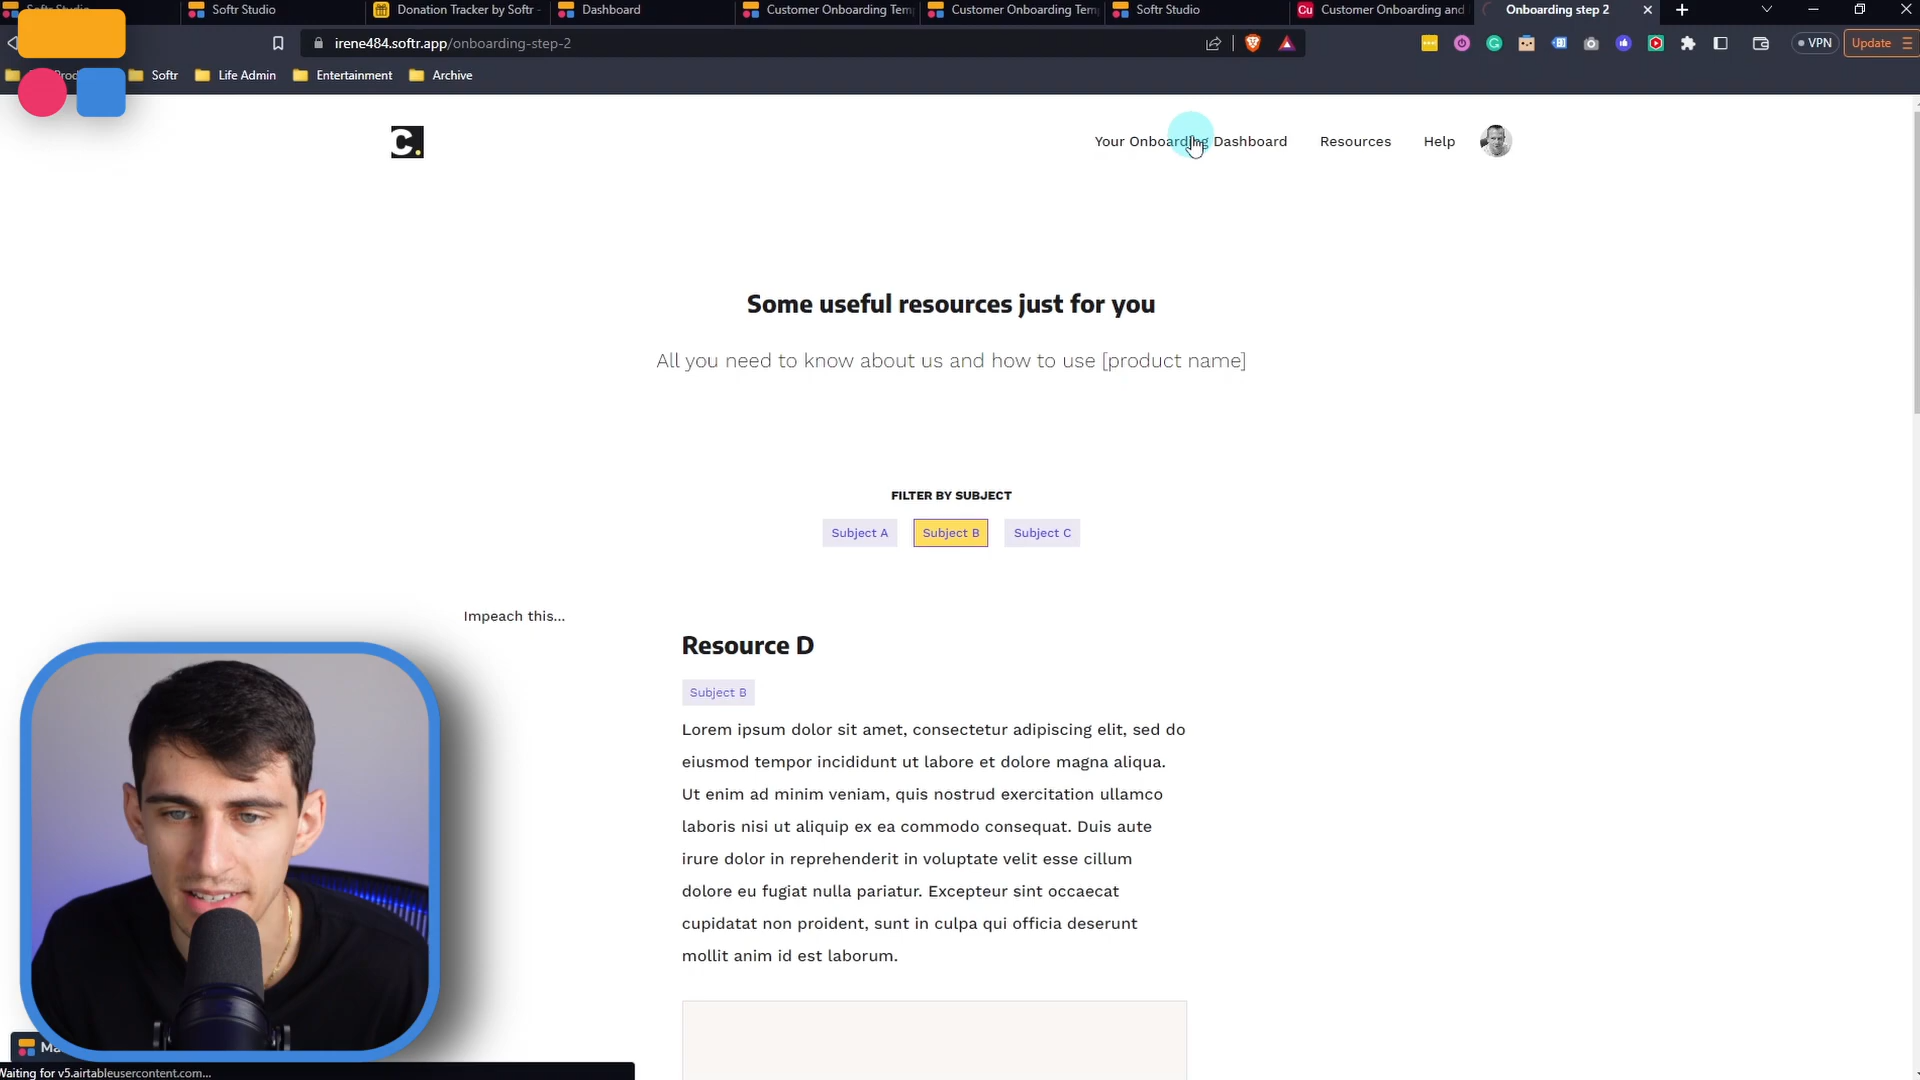 Softr Studio
Donation Tracker by Softr -
Dashboard
Customer Onboarding Tem
Customer Onboarding Tem
Softr Studio
Customer Onboarding and
Onboarding step 2
irene484.softr.app/onboarding-step-2
VPN
Update
Softr
Life Admin
Entertainment
Archive
C.
Your Onboarding Dashboard
Resources
Help
Some useful resources just for you
All you need to know about us and how to use [product name]
FILTER BY SUBJECT
Subject A
Subject B
Subject C
Impeach this...
Resource D
Subject B
Lorem ipsum dolor sit amet, consectetur adipiscing elit, sed do
eiusmod tempor incididunt ut labore et dolore magna aliqua.
Ut enim ad minim veniam, quis nostrud exercitation ullamco
laboris nisi ut aliquip ex ea commodo consequat. Duis aute
irure dolor in reprehenderit in voluptate velit esse cillum
dolore eu fugiat nulla pariatur. Excepteur sint occaecat
cupidatat non proident, sunt in culpa qui officia deserunt
mollit anim id est laborum.
Waiting for v5.airtableusercontent.com...